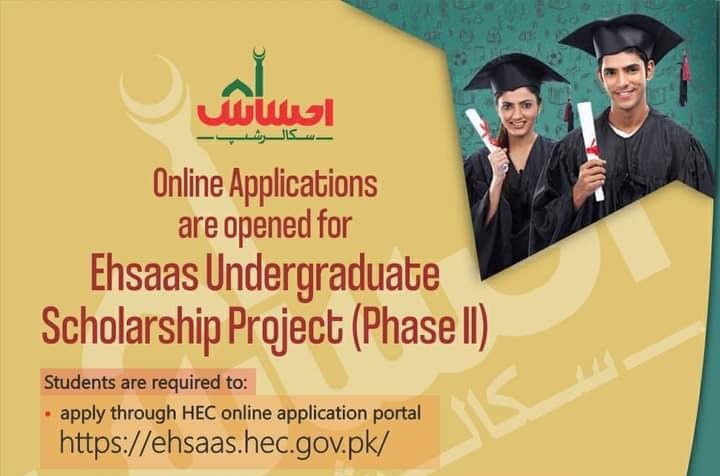 احساس
سکالرشپ
Online Applications
are opened for
Ehsaas Undergraduate
Scholarship Project (Phase II)
Students are required to:
• apply through HEC online application portal
https://ehsaas.hec.gov.pk/